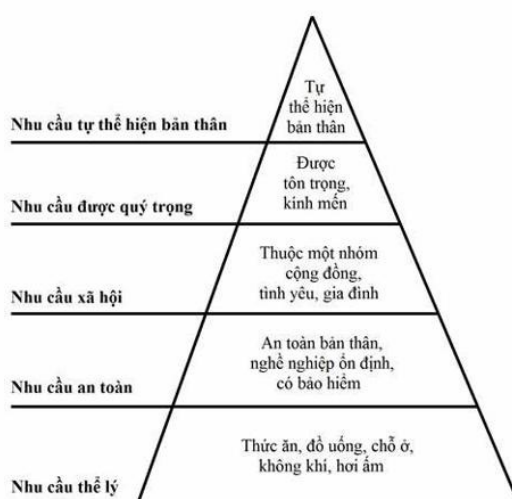 Tự
thể hiện
bản thân
Nhu cầu tự thể hiện bản thân
Được
tôn trọng,
kinh mến
Nhu cầu được quý trọng
Thuộc một nhóm
cộng đồng,
tình yêu, gia đình
Nhu cầu xã hội
An toàn bản thân,
nghề nghiệp ổn định,
có bảo hiểm
Nhu cầu an toàn
Thức ăn, đồ uống, chỗ ở,
không khí, hơi ấm
Nhu cầu thể lý